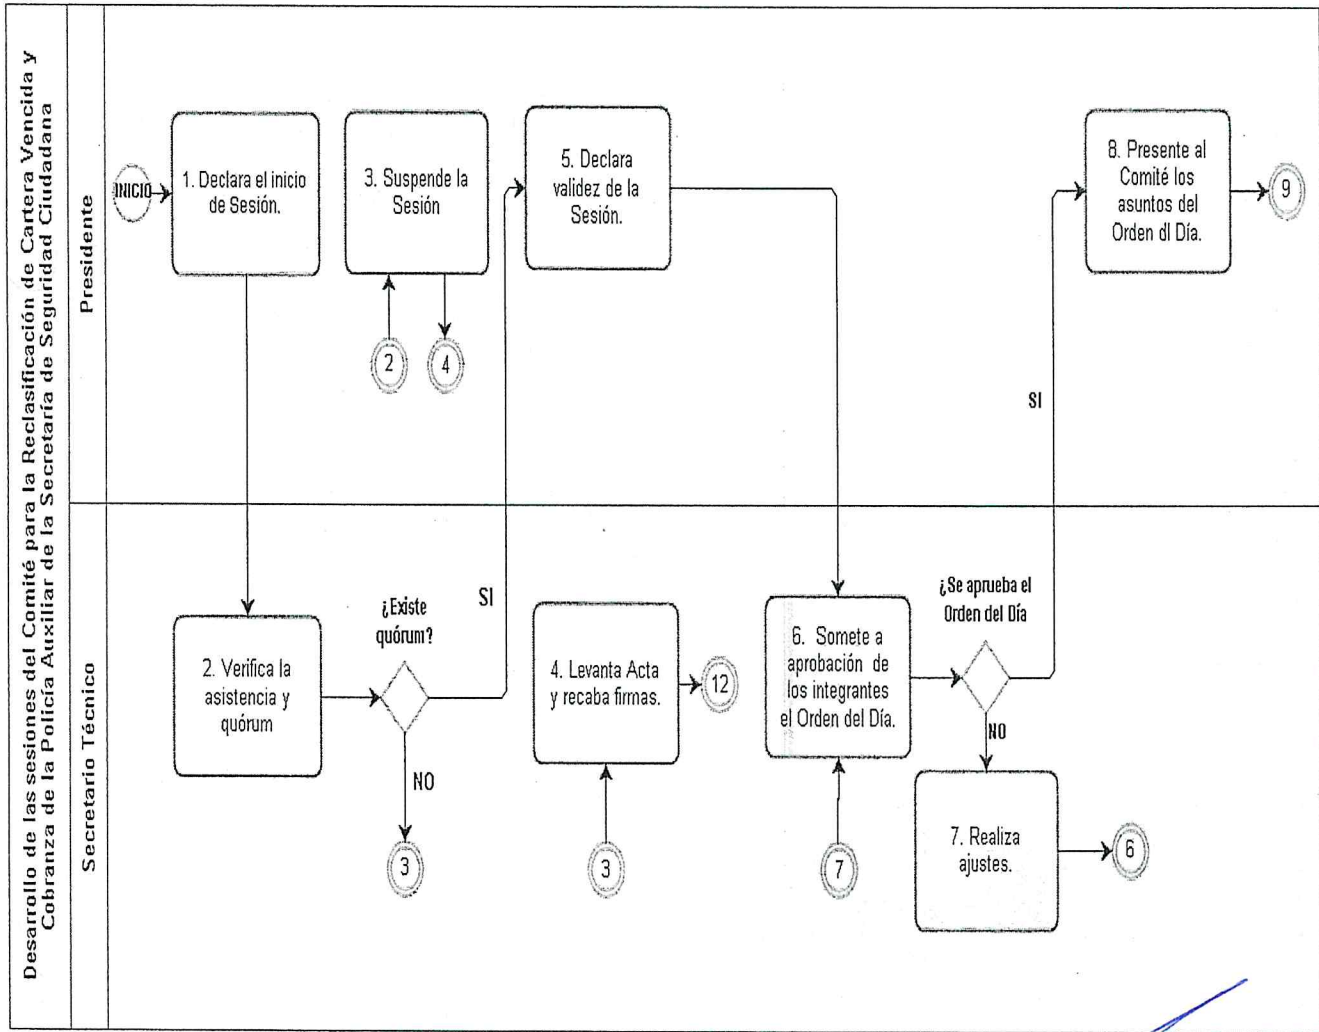 Desarrollo de las sesiones del Comité para la Reclasificación de Cartera Vencida y
Cobranza de la Policía Auxiliar de la Secretaría de Seguridad Ciudadana
Presidente
INICIO
1. Declara el inicio
de Sesión.
3. Suspende la
Sesión
2
4
5. Declara
validez de la
Sesión.
8. Presente al
Comité los
asuntos del
Orden dl Día.
9
SI
Secretario Técnico
2. Verifica la
asistencia y
quórum
¿Existe
quórum?
SI
NO
3
4. Levanta Acta
y recaba firmas.
12
3
6. Somete a
aprobación de
los integrantes
el Orden del Día.
7
¿Se aprueba el
Orden del Día
NO
7. Realiza
ajustes.
6